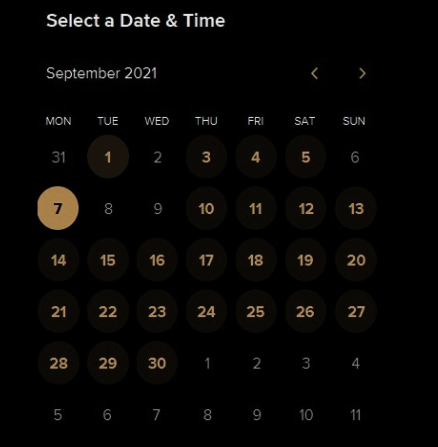 Select a Date & Time
September 2021
MON TUE WED THU FRI SAT SUN
31 1 2 3 4 5 6
7 8 9 10 11 12 13
14 15 16 17 18 19 20
21 22 23 24 25 26 27
28 29 30 1 2 3 4
5 6 7 8 9 10 11